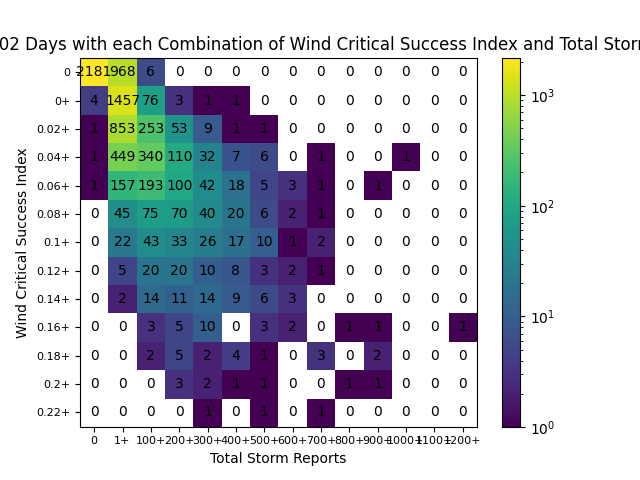 02 Days with each Combination of Wind Critical Success Index and Total Stor
Wind Critical Success Index
0 2181 968 6 0 0 0 0 0 0 0 0 0 0 0
0+ 4 1457 76 3 1 1 0 0 0 0 0 0 0 0
0.02+ 1 853 253 53 9 1 1 0 0 0 0 0 0 0
0.04+ 1 449 340 110 32 7 6 0 1 0 0 1 0 0
0.06+ 1 157 193 100 42 18 5 3 1 0 1 0 0 0
0.08+ 0 45 75 70 40 20 6 2 1 0 0 0 0 0
0.1+ 0 22 43 33 26 17 10 1 2 0 0 0 0 0
0.12+ 0 5 20 20 10 8 3 2 1 0 0 0 0 0
0.14+ 0 2 14 11 14 9 6 3 0 0 0 0 0 0
0.16+ 0 0 3 5 10 0 3 2 0 1 1 0 0 1
0.18+ 0 0 2 5 2 4 1 0 3 0 2 0 0 0
0.2+ 0 0 0 3 2 1 1 0 0 1 1 0 0 0
0.22+ 0 0 0 0 1 0 1 0 1 0 0 0 0 0
0 1+ 100+ 200+ 300+ 400+ 500+ 600+ 700+ 800+ 900+ 1000+ 1100+ 1200+
Total Storm Reports
10³
10²
10¹
10⁰